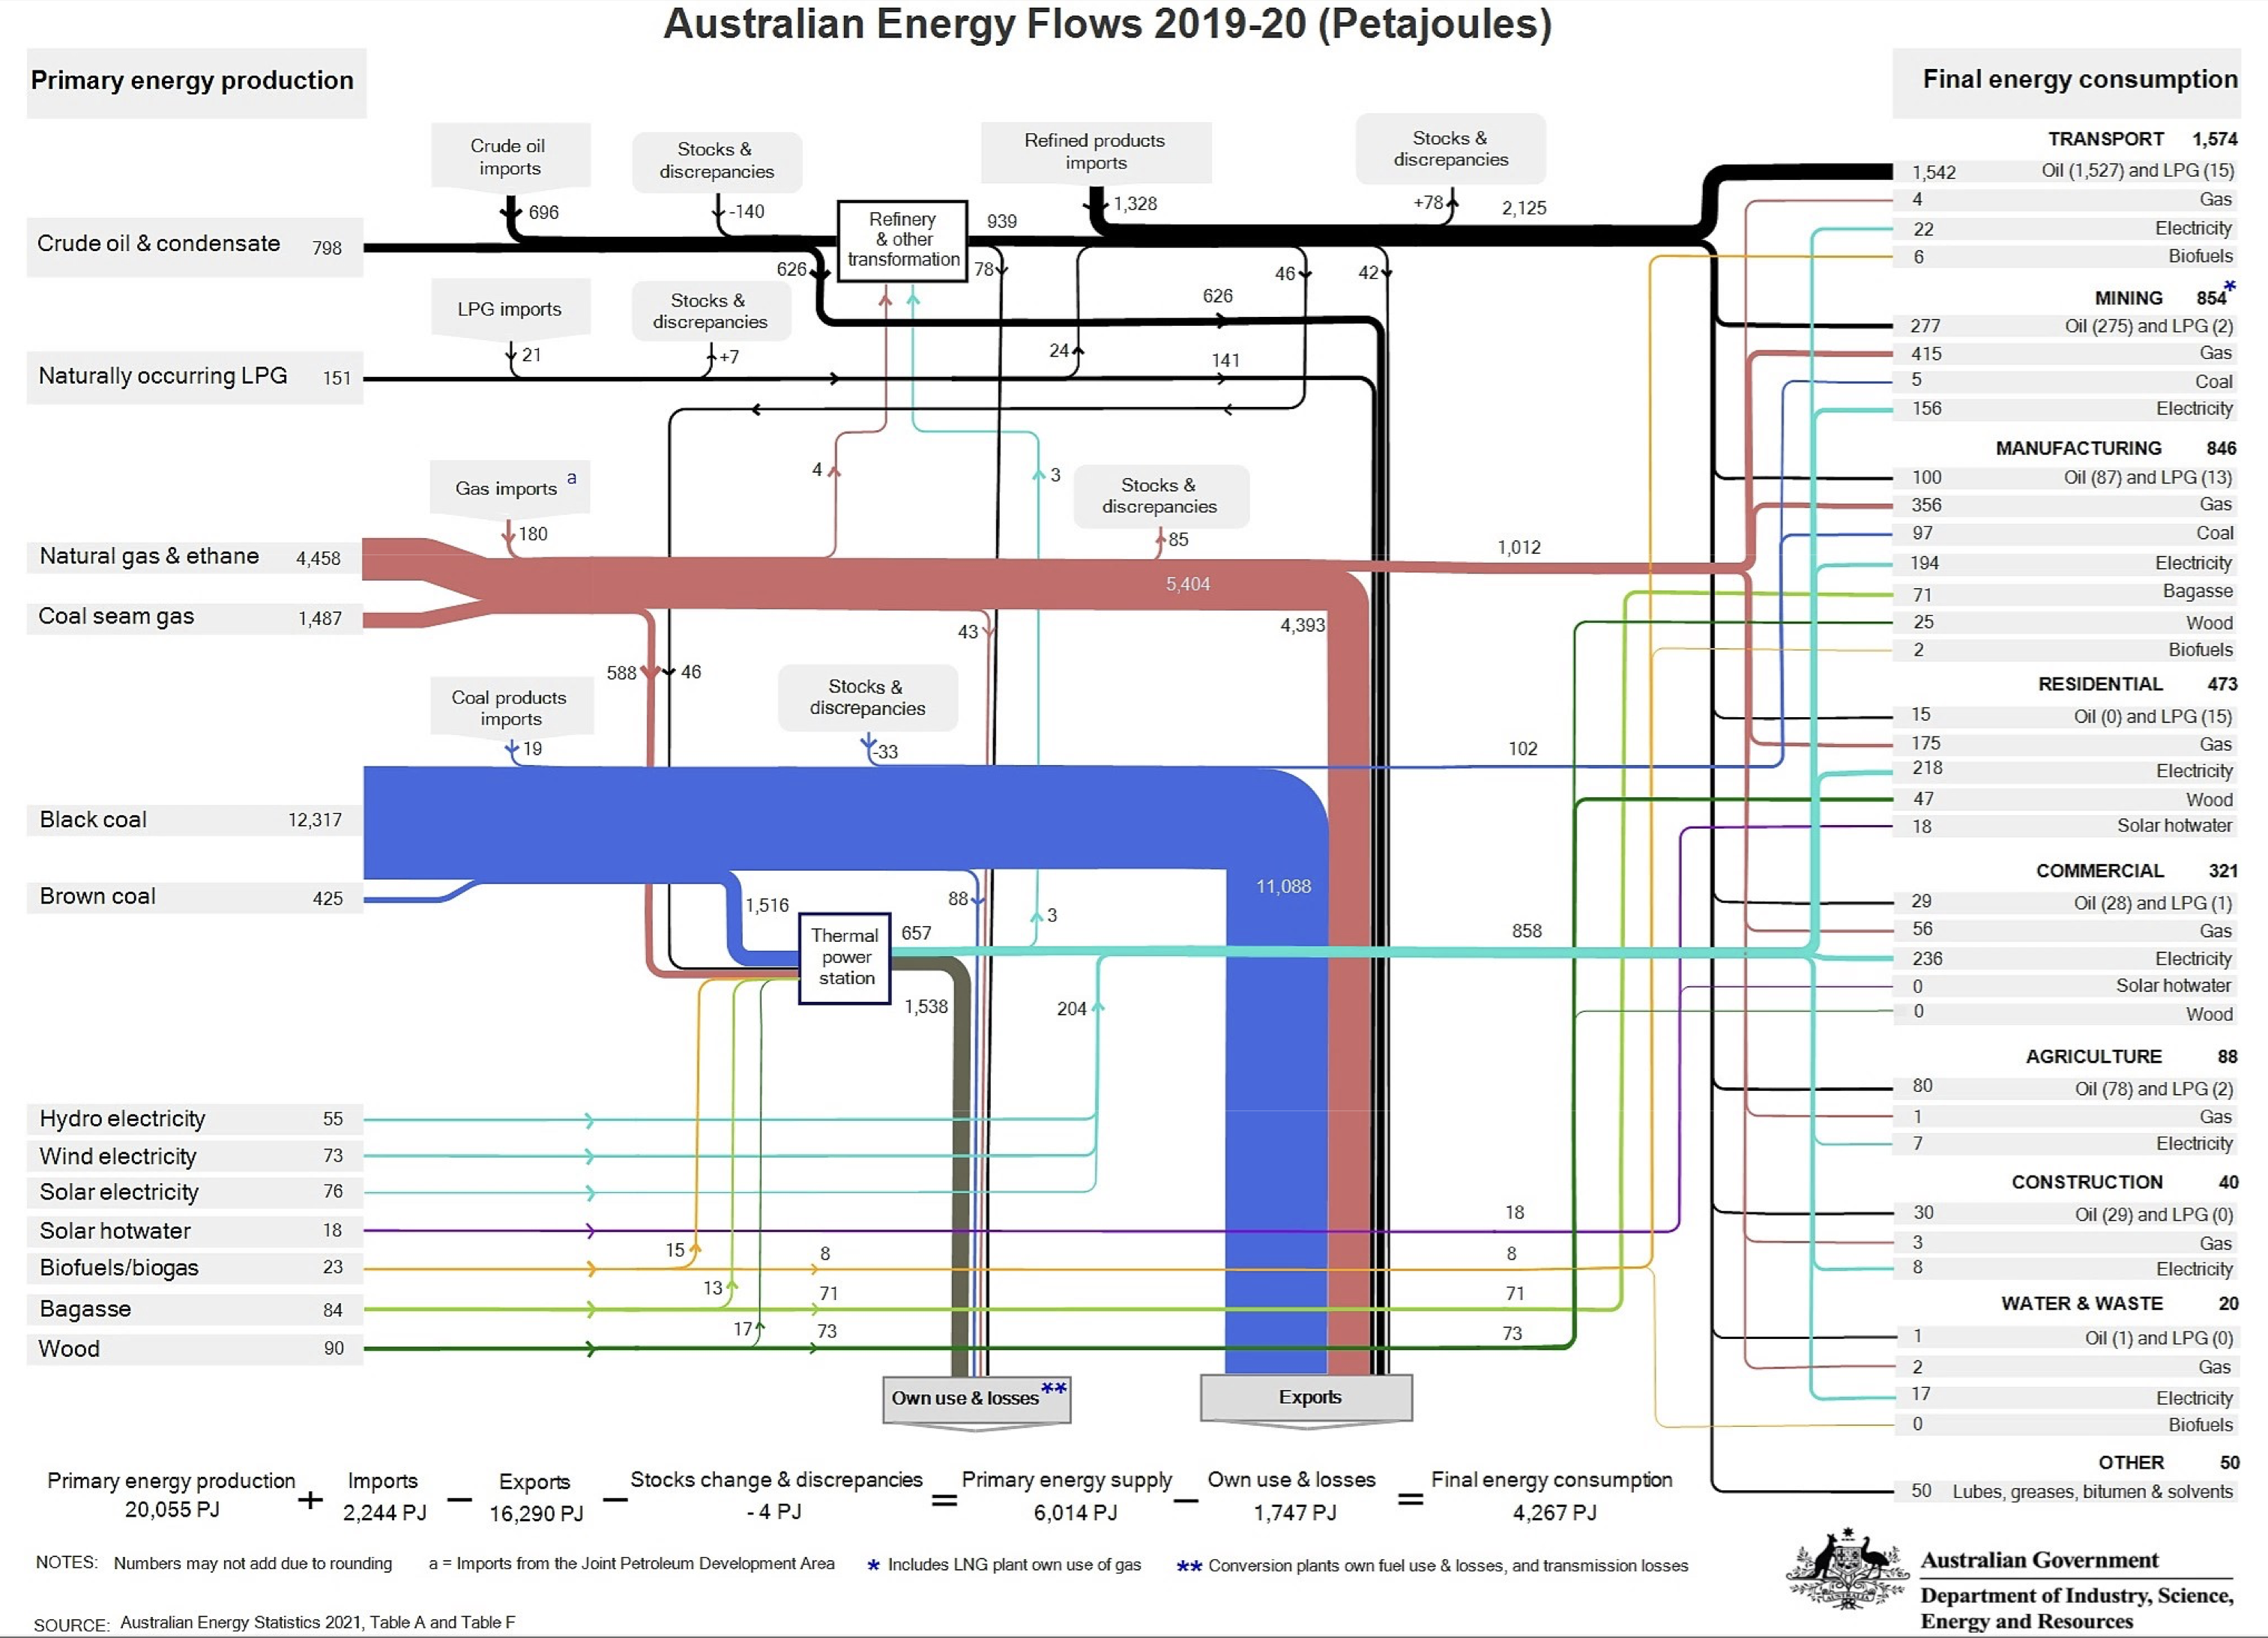 Australian Energy Flows 2019-20 (Petajoules)
Primary energy production
Final energy consumption
Crude oil
imports
696
Stocks &
discrepancies
-140
Refinery
& other
transformation
939
Refined products
imports
1,328
Stocks &
discrepancies
+78
2,125
Crude oil & condensate 798
626
78
46
42
626
LPG imports
21
Stocks &
discrepancies
+7
24
141
Naturally occurring LPG 151
Gas imports a
180
4
3
Stocks &
discrepancies
85
Natural gas & ethane 4,458
1,012
5,404
Coal seam gas 1,487
43
4,393
588
46
Coal products
imports
19
Stocks &
discrepancies
-33
102
Black coal 12,317
Brown coal 425
1,516
88
11,088
3
Thermal
power
station
657
858
1,538
204
Hydro electricity 55
Wind electricity 73
Solar electricity 76
Solar hotwater 18
18
Biofuels/biogas 23
15
8
8
Bagasse 84
13
71
71
Wood 90
17
73
73
Own use & losses **
Exports
TRANSPORT 1,574
1,542 Oil (1,527) and LPG (15)
4 Gas
22 Electricity
6 Biofuels
MINING 854*
277 Oil (275) and LPG (2)
415 Gas
5 Coal
156 Electricity
MANUFACTURING 846
100 Oil (87) and LPG (13)
356 Gas
97 Coal
194 Electricity
71 Bagasse
25 Wood
2 Biofuels
RESIDENTIAL 473
15 Oil (0) and LPG (15)
175 Gas
218 Electricity
47 Wood
18 Solar hotwater
COMMERCIAL 321
29 Oil (28) and LPG (1)
56 Gas
236 Electricity
0 Solar hotwater
0 Wood
AGRICULTURE 88
80 Oil (78) and LPG (2)
1 Gas
7 Electricity
CONSTRUCTION 40
30 Oil (29) and LPG (0)
3 Gas
8 Electricity
WATER & WASTE 20
1 Oil (1) and LPG (0)
2 Gas
17 Electricity
0 Biofuels
OTHER 50
50 Lubes, greases, bitumen & solvents
Primary energy production + Imports − Exports − Stocks change & discrepancies = Primary energy supply − Own use & losses = Final energy consumption
20,055 PJ 2,244 PJ 16,290 PJ - 4 PJ 6,014 PJ 1,747 PJ 4,267 PJ
NOTES: Numbers may not add due to rounding a = Imports from the Joint Petroleum Development Area * Includes LNG plant own use of gas ** Conversion plants own fuel use & losses, and transmission losses
SOURCE: Australian Energy Statistics 2021, Table A and Table F
Australian Government
Department of Industry, Science,
Energy and Resources